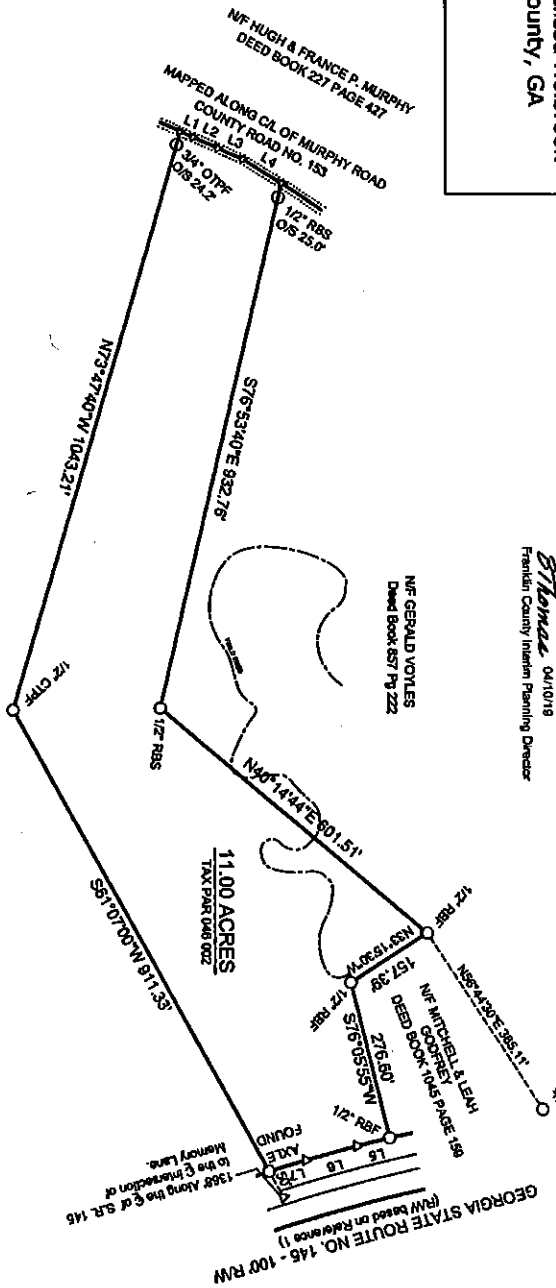 ounty, GA
N/F HUGH & FRANCE P. MURPHY
DEED BOOK 227 PAGE 427
MAPPED ALONG C/L OF MURPHY ROAD
COUNTY ROAD NO. 153
L1 L2 L3 L4
3/4" OTPF
O/S 24.2'
1/2" RBS
O/S 25.0'
N73°47'40"W 1043.21'
S76°53'40"E 932.76'
BThomas 04/10/19
Franklin County Interim Planning Director
N/F GERALD VOYLES
Deed Book 857 Pg 222
1/2" CTPF
1/2" RBS
N40°14'44"E 601.51'
11.00 ACRES
TAX PAR 046 002
S61°07'00"W 911.33'
1/2" RBF
N33°15'30"W
157.39'
N56°44'30"E 385.11'
N/F MITCHELL & LEAH
GODFREY
DEED BOOK 1045 PAGE 159
1/2" RBF
276.60'
S76°05'55"W
1/2" RBF
AXLE
FOUND
L5
L6
L7
1368' Along the ℄ of S.R. 145
to the ℄ intersection of
Memory Lane.
GEORGIA STATE ROUTE NO. 145 - 100' R/W
(R/W based on Reference 1)